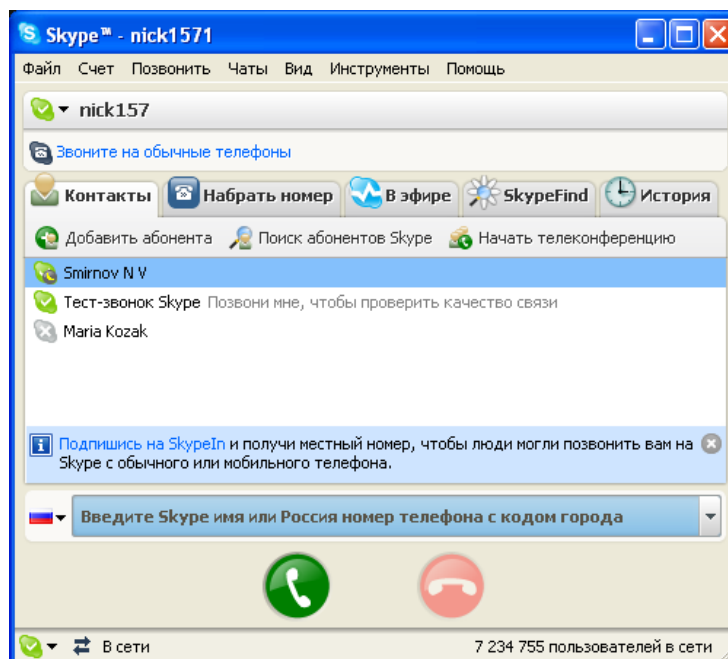 Skype™ - nick1571
Файл Счет Позвонить Чаты Вид Инструменты Помощь
nick157
Звоните на обычные телефоны
Контакты Набрать номер В эфире SkypeFind История
Добавить абонента Поиск абонентов Skype Начать телеконференцию
Smirnov N V
Тест-звонок Skype Позвони мне, чтобы проверить качество связи
Maria Kozak
Подпишись на SkypeIn и получи местный номер, чтобы люди могли позвонить вам на
Skype с обычного или мобильного телефона.
Введите Skype имя или Россия номер телефона с кодом города
В сети 7 234 755 пользователей в сети